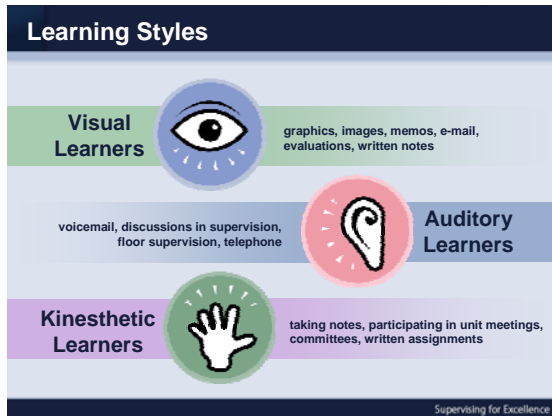 Learning Styles
Visual
Learners
graphics, images, memos, e-mail,
evaluations, written notes
voicemail, discussions in supervision,
floor supervision, telephone
Auditory
Learners
Kinesthetic
Learners
taking notes, participating in unit meetings,
committees, written assignments
Supervising for Excellence